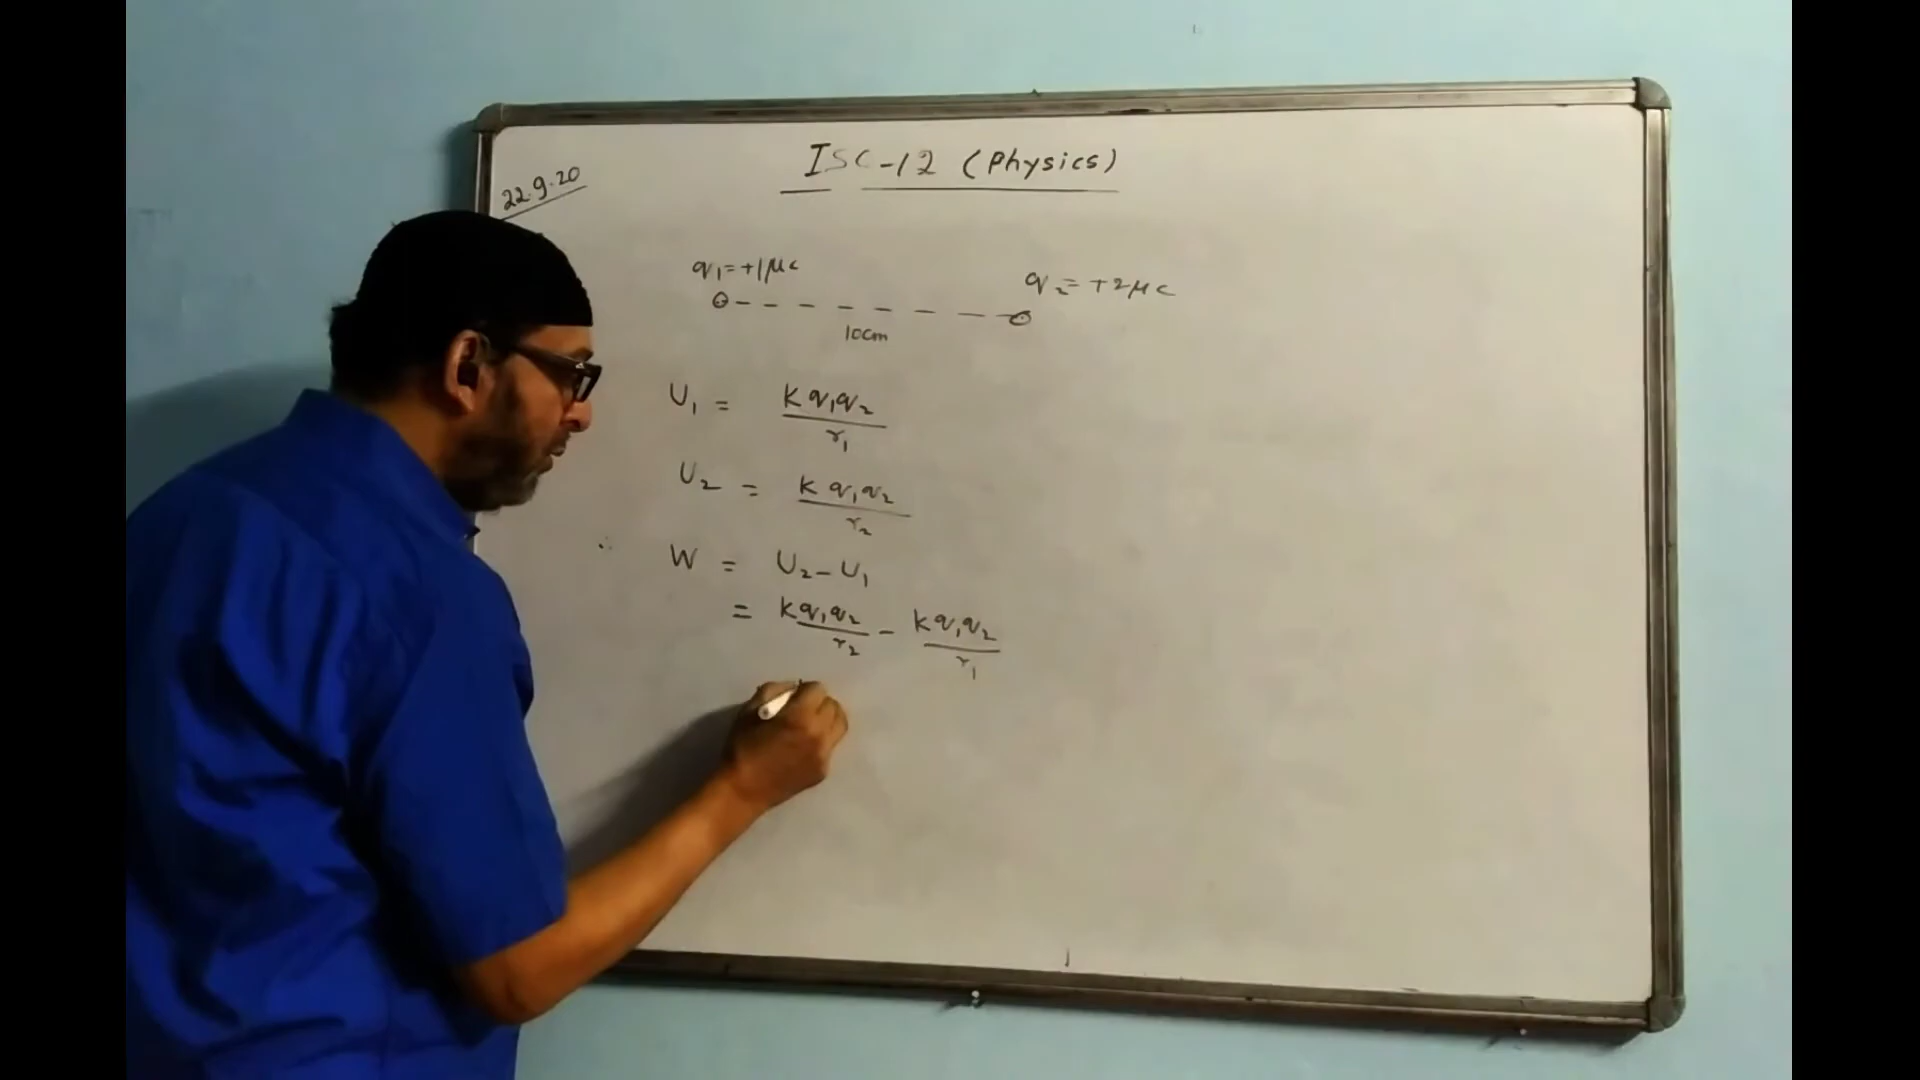 ISC-12 (Physics)
22.9.20
q₁=+1μc
q₂=+2μc
10cm
U₁ = Kq₁q₂/r₁
U₂ = Kq₁q₂/r₂
∴ W = U₂-U₁
= Kq₁q₂/r₂ - Kq₁q₂/r₁